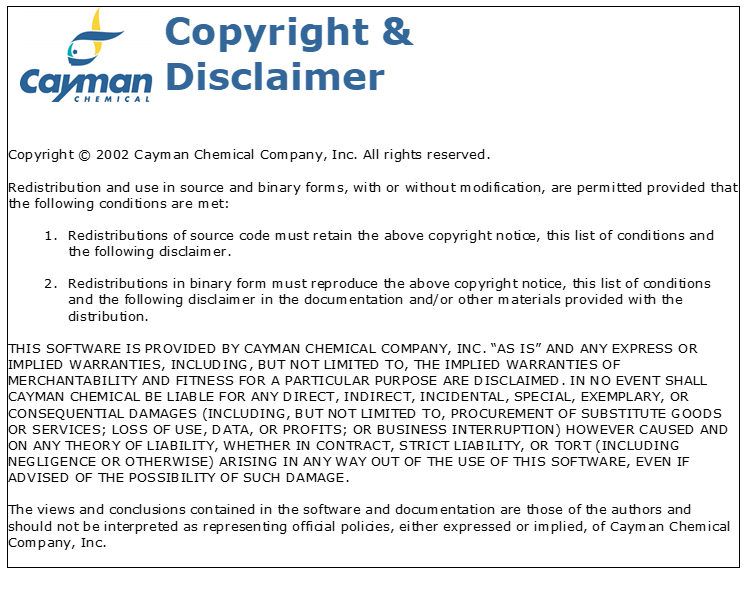 Cayman
CHEMICAL
Copyright &
Disclaimer
Copyright © 2002 Cayman Chemical Company, Inc. All rights reserved.
Redistribution and use in source and binary forms, with or without modification, are permitted provided that
the following conditions are met:
1. Redistributions of source code must retain the above copyright notice, this list of conditions and
the following disclaimer.
2. Redistributions in binary form must reproduce the above copyright notice, this list of conditions
and the following disclaimer in the documentation and/or other materials provided with the
distribution.
THIS SOFTWARE IS PROVIDED BY CAYMAN CHEMICAL COMPANY, INC. “AS IS” AND ANY EXPRESS OR
IMPLIED WARRANTIES, INCLUDING, BUT NOT LIMITED TO, THE IMPLIED WARRANTIES OF
MERCHANTABILITY AND FITNESS FOR A PARTICULAR PURPOSE ARE DISCLAIMED. IN NO EVENT SHALL
CAYMAN CHEMICAL BE LIABLE FOR ANY DIRECT, INDIRECT, INCIDENTAL, SPECIAL, EXEMPLARY, OR
CONSEQUENTIAL DAMAGES (INCLUDING, BUT NOT LIMITED TO, PROCUREMENT OF SUBSTITUTE GOODS
OR SERVICES; LOSS OF USE, DATA, OR PROFITS; OR BUSINESS INTERRUPTION) HOWEVER CAUSED AND
ON ANY THEORY OF LIABILITY, WHETHER IN CONTRACT, STRICT LIABILITY, OR TORT (INCLUDING
NEGLIGENCE OR OTHERWISE) ARISING IN ANY WAY OUT OF THE USE OF THIS SOFTWARE, EVEN IF
ADVISED OF THE POSSIBILITY OF SUCH DAMAGE.
The views and conclusions contained in the software and documentation are those of the authors and
should not be interpreted as representing official policies, either expressed or implied, of Cayman Chemical
Company, Inc.